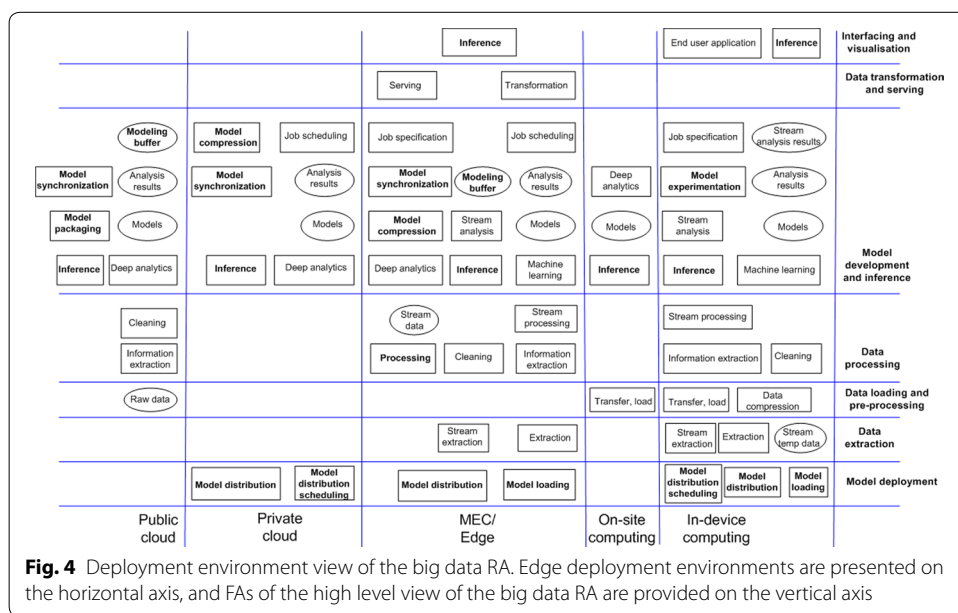 Inference
End user application
Inference
Interfacing and
visualisation
Serving
Transformation
Data transformation
and serving
Modeling
buffer
Model
compression
Job scheduling
Job specification
Job scheduling
Job specification
Stream
analysis results
Model
synchronization
Analysis
results
Model
synchronization
Analysis
results
Model
synchronization
Modeling
buffer
Analysis
results
Deep
analytics
Model
experimentation
Analysis
results
Model
packaging
Models
Models
Model
compression
Stream
analysis
Models
Models
Stream
analysis
Models
Inference
Deep analytics
Inference
Deep analytics
Deep analytics
Inference
Machine
learning
Inference
Inference
Machine learning
Model
development
and inference
Cleaning
Stream
data
Stream
processing
Stream processing
Information
extraction
Processing
Cleaning
Information
extraction
Information extraction
Cleaning
Data
processing
Raw data
Transfer, load
Transfer, load
Data
compression
Data loading and
pre-processing
Stream
extraction
Extraction
Stream
extraction
Extraction
Stream
temp data
Data
extraction
Model distribution
Model
distribution
scheduling
Model distribution
Model loading
Model
distribution
scheduling
Model
distribution
Model
loading
Model deployment
Public
cloud
Private
cloud
MEC/
Edge
On-site
computing
In-device
computing
Fig. 4 Deployment environment view of the big data RA. Edge deployment environments are presented on
the horizontal axis, and FAs of the high level view of the big data RA are provided on the vertical axis